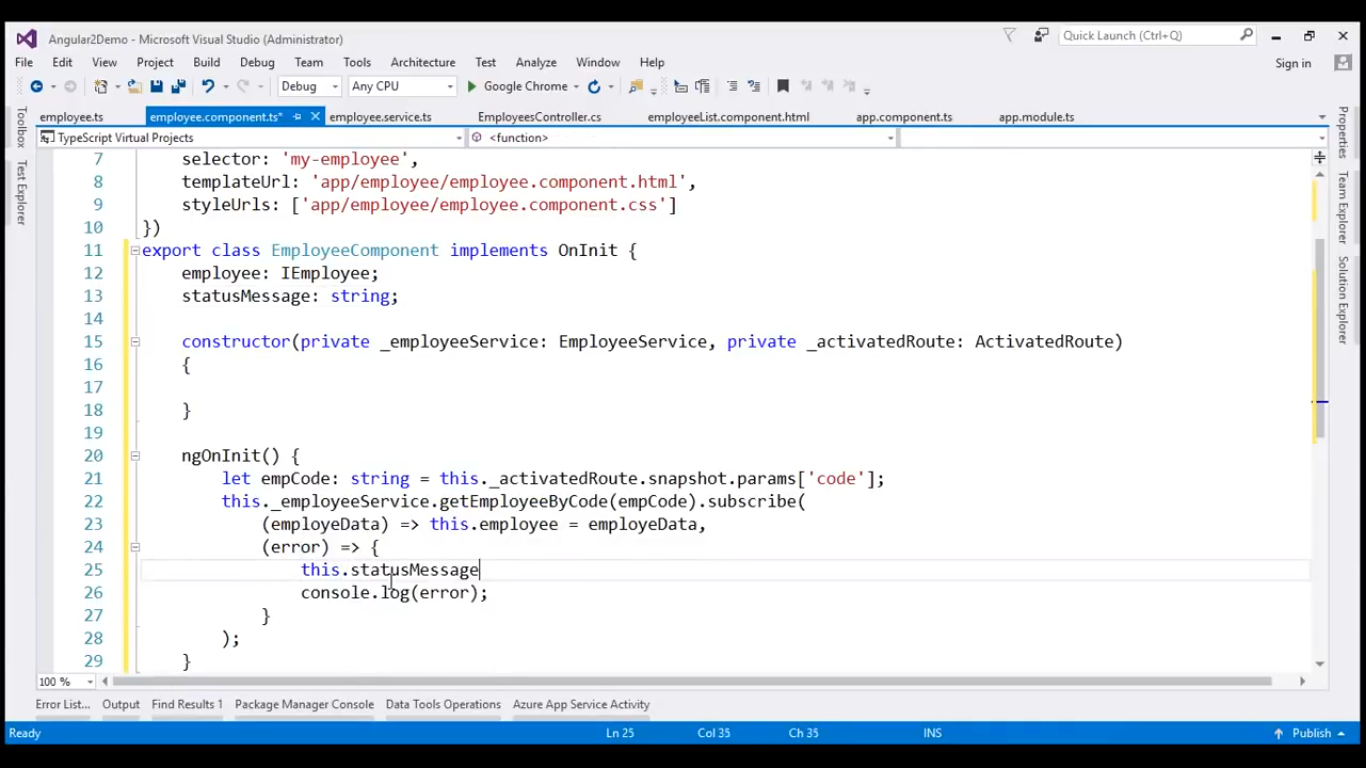 Angular2Demo - Microsoft Visual Studio (Administrator)
Quick Launch (Ctrl+Q)
File Edit View Project Build Debug Team Tools Architecture Test Analyze Window Help
Sign in
Debug Any CPU Google Chrome
employee.ts employee.component.ts* employee.service.ts EmployeesController.cs employeeList.component.html app.component.ts app.module.ts
TypeScript Virtual Projects <function>
Toolbox
Test Explorer
Properties
Team Explorer
Solution Explorer
7 selector: 'my-employee',
8 templateUrl: 'app/employee/employee.component.html',
9 styleUrls: ['app/employee/employee.component.css']
10 })
11 export class EmployeeComponent implements OnInit {
12 employee: IEmployee;
13 statusMessage: string;
14
15 constructor(private _employeeService: EmployeeService, private _activatedRoute: ActivatedRoute)
16 {
17
18 }
19
20 ngOnInit() {
21 let empCode: string = this._activatedRoute.snapshot.params['code'];
22 this._employeeService.getEmployeeByCode(empCode).subscribe(
23 (employeData) => this.employee = employeData,
24 (error) => {
25 this.statusMessage
26 console.log(error);
27 }
28 );
29 }
100 %
Error List... Output Find Results 1 Package Manager Console Data Tools Operations Azure App Service Activity
Ready Ln 25 Col 35 Ch 35 INS Publish